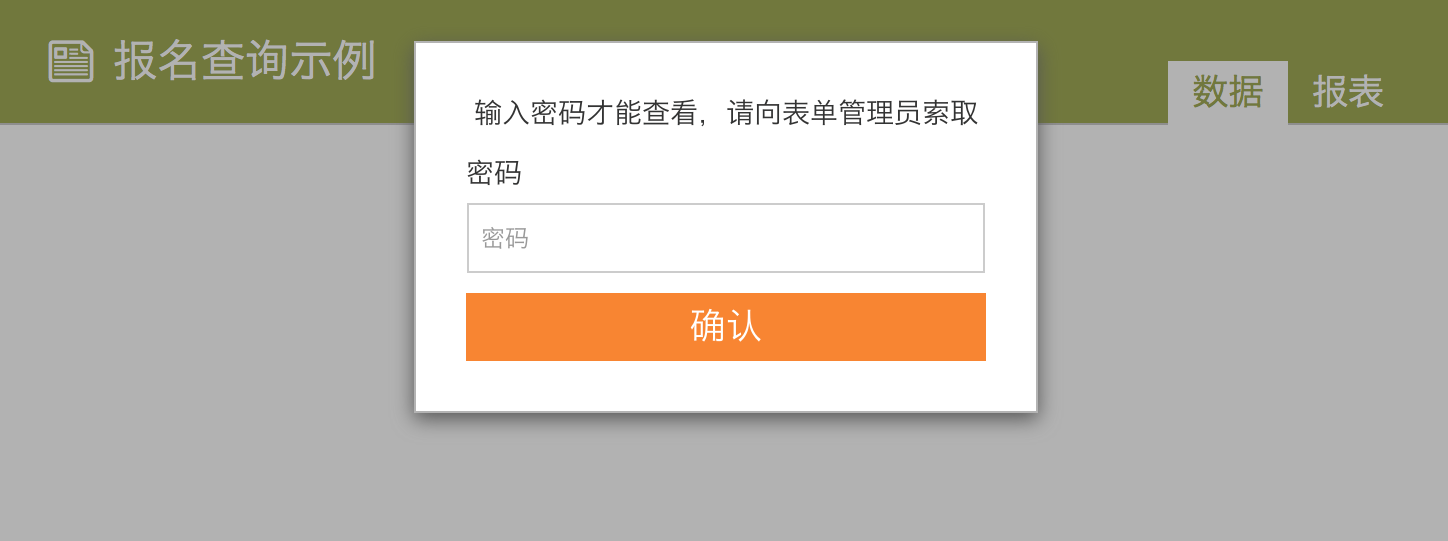 报名查询示例
数据 报表
输入密码才能查看，请向表单管理员索取
密码
密码
确认